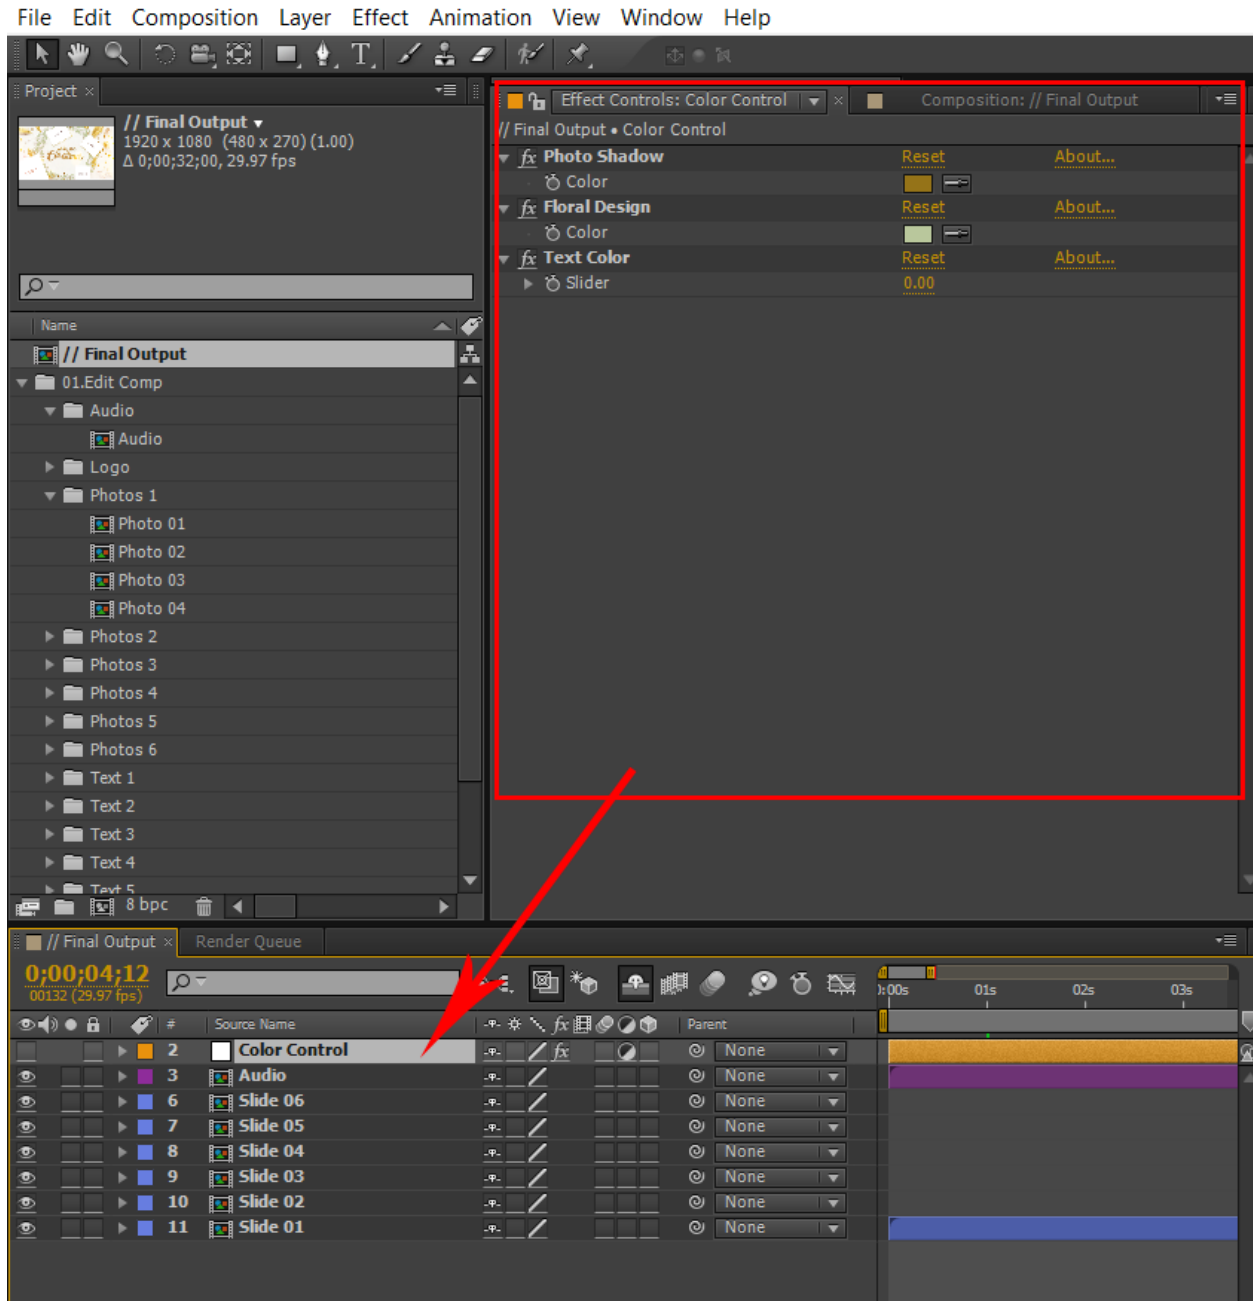 File Edit Composition Layer Effect Animation View Window Help
Project
// Final Output
1920 x 1080 (480 x 270) (1.00)
Δ 0;00;32;00, 29.97 fps
Name
// Final Output
01.Edit Comp
Audio
Audio
Logo
Photos 1
Photo 01
Photo 02
Photo 03
Photo 04
Photos 2
Photos 3
Photos 4
Photos 5
Photos 6
Text 1
Text 2
Text 3
Text 4
Text 5
8 bpc
Effect Controls: Color Control
Composition: // Final Output
// Final Output • Color Control
fx Photo Shadow Reset About...
Color
fx Floral Design Reset About...
Color
fx Text Color Reset About...
Slider 0.00
// Final Output Render Queue
0;00;04;12
00132 (29.97 fps)
:00s 01s 02s 03s
# Source Name fx Parent
2 Color Control fx None
3 Audio None
6 Slide 06 None
7 Slide 05 None
8 Slide 04 None
9 Slide 03 None
10 Slide 02 None
11 Slide 01 None